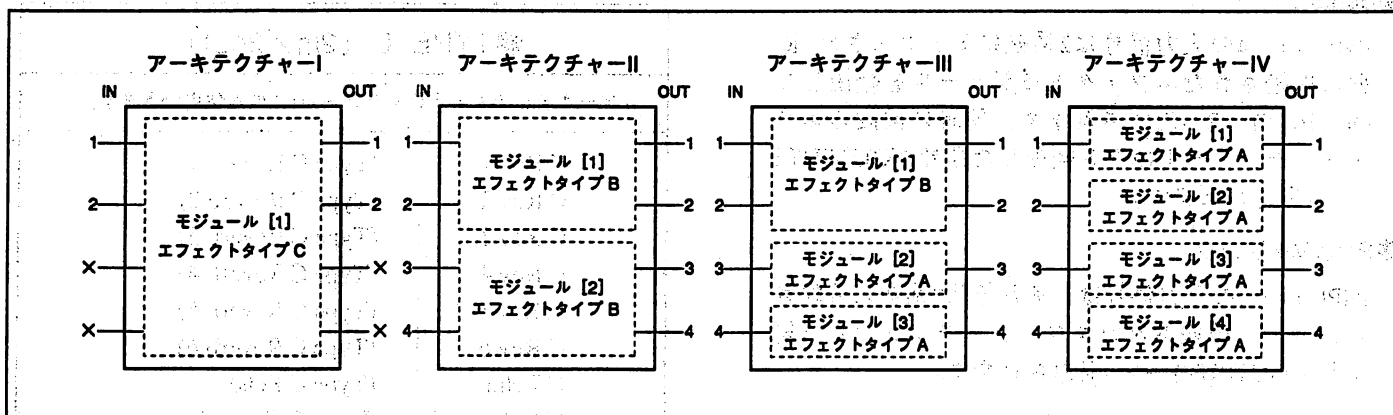 アーキテクチャーI
IN
OUT
1
2
×
×
モジュール [1]
エフェクトタイプC
1
2
×
×
アーキテクチャーII
IN
OUT
1
2
3
4
モジュール [1]
エフェクトタイプB
モジュール [2]
エフェクトタイプB
1
2
3
4
アーキテクチャーIII
IN
OUT
1
2
3
4
モジュール [1]
エフェクトタイプB
モジュール [2]
エフェクトタイプA
モジュール [3]
エフェクトタイプA
1
2
3
4
アーキテクチャーIV
IN
OUT
1
2
3
4
モジュール [1]
エフェクトタイプA
モジュール [2]
エフェクトタイプA
モジュール [3]
エフェクトタイプA
モジュール [4]
エフェクトタイプA
1
2
3
4